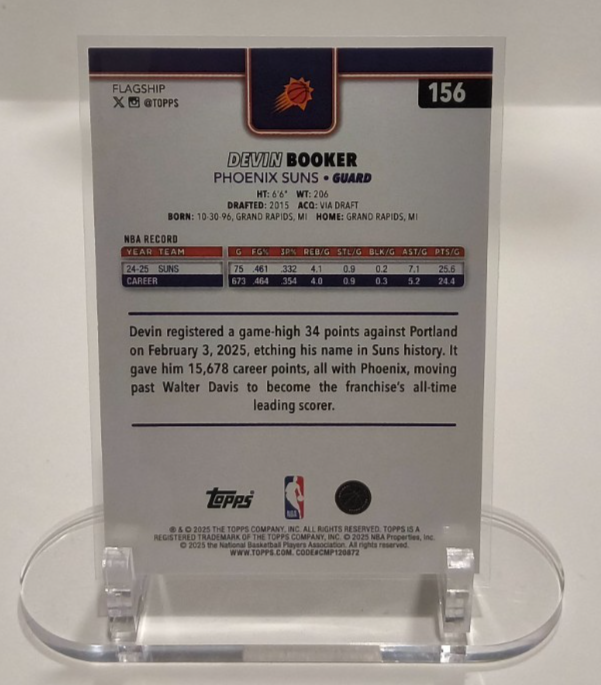 FLAGSHIP
@TOPPS
156
DEVIN BOOKER
PHOENIX SUNS • GUARD
HT: 6'6" WT: 206
DRAFTED: 2015 ACQ: VIA DRAFT
BORN: 10-30-96, GRAND RAPIDS, MI HOME: GRAND RAPIDS, MI
NBA RECORD
YEAR TEAM G FG% 3P% REB/G STL/G BLK/G AST/G PTS/G
24-25 SUNS 75 .461 .332 4.1 0.9 0.2 7.1 25.6
CAREER 673 .464 .354 4.0 0.9 0.3 5.2 24.4
Devin registered a game-high 34 points against Portland
on February 3, 2025, etching his name in Suns history. It
gave him 15,678 career points, all with Phoenix, moving
past Walter Davis to become the franchise's all-time
leading scorer.
Topps
NBA
® & © 2025 THE TOPPS COMPANY, INC. ALL RIGHTS RESERVED. TOPPS IS A
REGISTERED TRADEMARK OF THE TOPPS COMPANY, INC. © 2025 NBA Properties, Inc.
© 2025 the National Basketball Players Association. All rights reserved.
WWW.TOPPS.COM. CODE#CMP120872